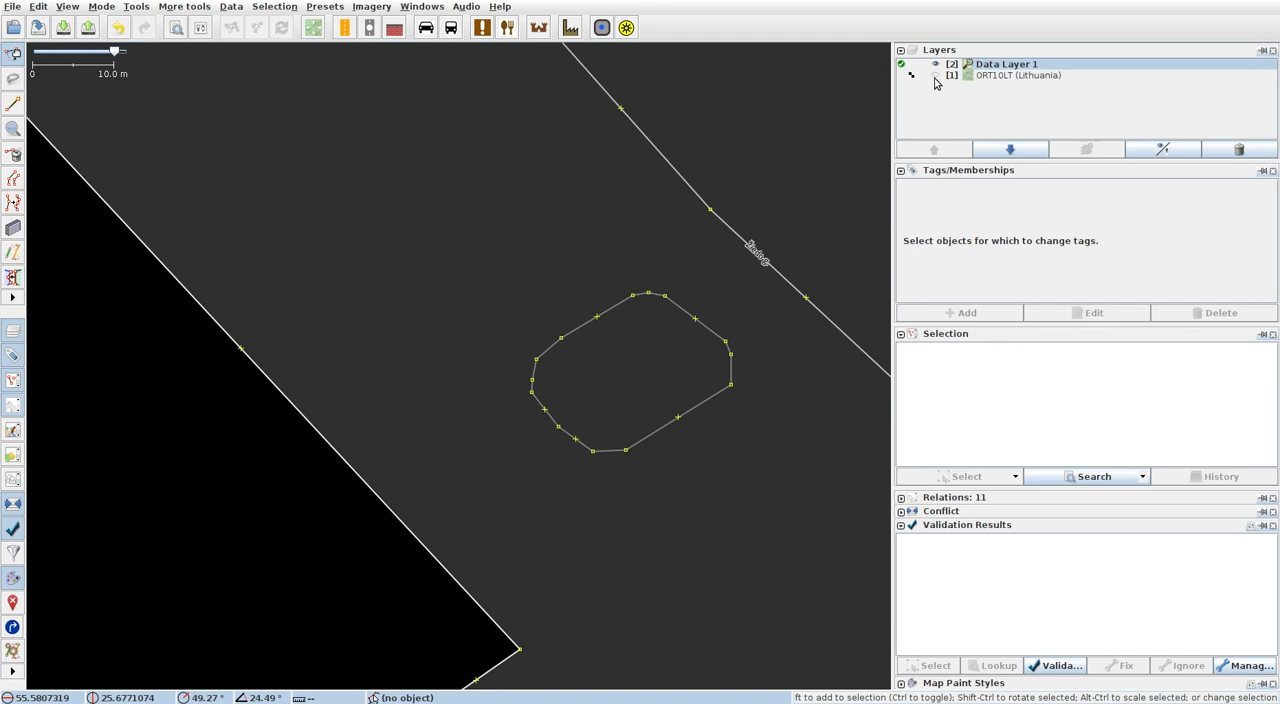 File Edit View Mode Tools More tools Data Selection Presets Imagery Windows Audio Help
0 10.0 m
Layers
[2] Data Layer 1
[1] ORT10LT (Lithuania)
Tags/Memberships
Select objects for which to change tags.
Add Edit Delete
Selection
Select Search History
Relations: 11
Conflict
Validation Results
Select Lookup Valida... Fix Ignore Manag...
Map Paint Styles
55.5807319 25.6771074 49.27 ° 24.49 ° -- (no object) ft to add to selection (Ctrl to toggle); Shift-Ctrl to rotate selected; Alt-Ctrl to scale selected; or change selection